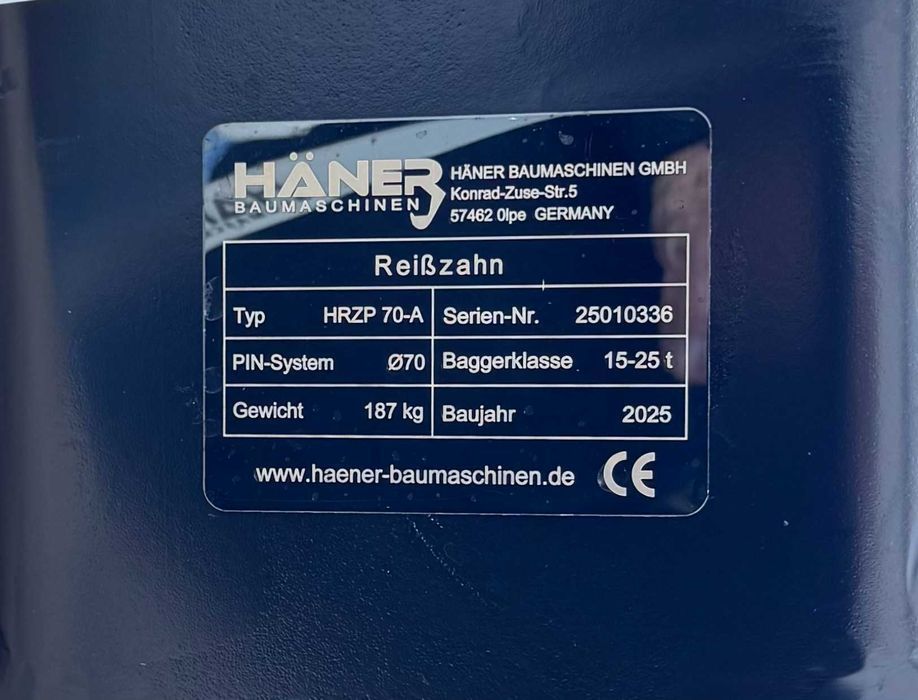 HÄNER
BAUMASCHINEN
HÄNER BAUMASCHINEN GMBH
Konrad-Zuse-Str.5
57462 Olpe GERMANY
Reißzahn
Typ HRZP 70-A Serien-Nr. 25010336
PIN-System Ø70 Baggerklasse 15-25 t
Gewicht 187 kg Baujahr 2025
www.haener-baumaschinen.de CE